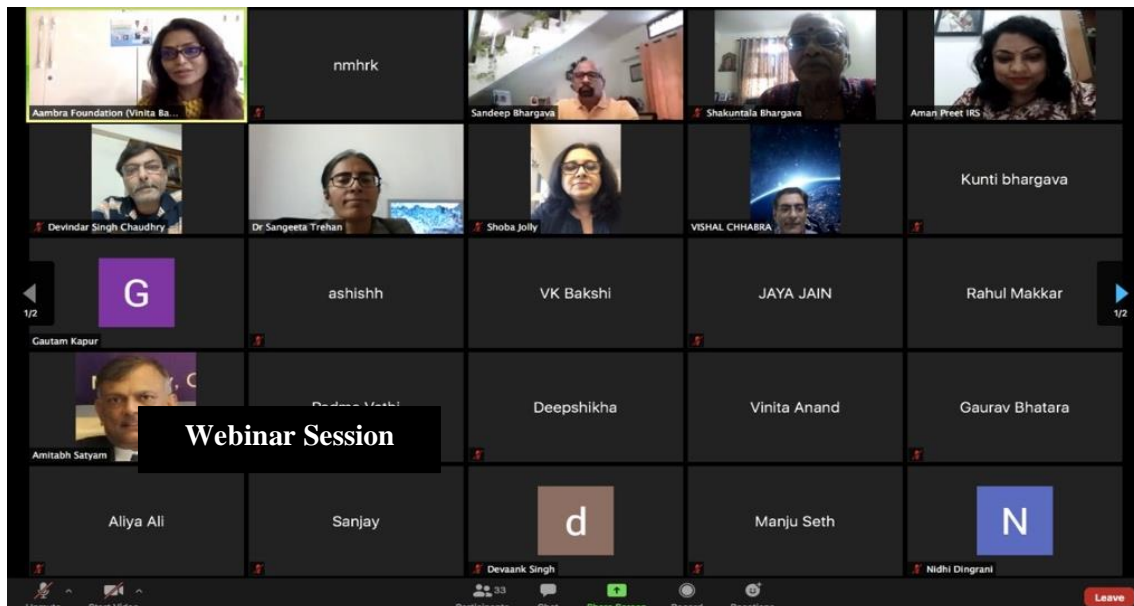 Aambra Foundation (Vinita Ba...
nmhrk
Sandeep Bhargava
Shakuntala Bhargava
Aman Preet IRS
Devindar Singh Chaudhry
Dr Sangeeta Trehan
Shoba Jolly
VISHAL CHHABRA
Kunti bhargava
G
Gautam Kapur
ashishh
VK Bakshi
JAYA JAIN
Rahul Makkar
1/2
1/2
Amitabh Satyam
Deepshikha
Vinita Anand
Gaurav Bhatara
Webinar Session
Aliya Ali
Sanjay
d
Devaank Singh
Manju Seth
N
Nidhi Dingrani
33
Leave